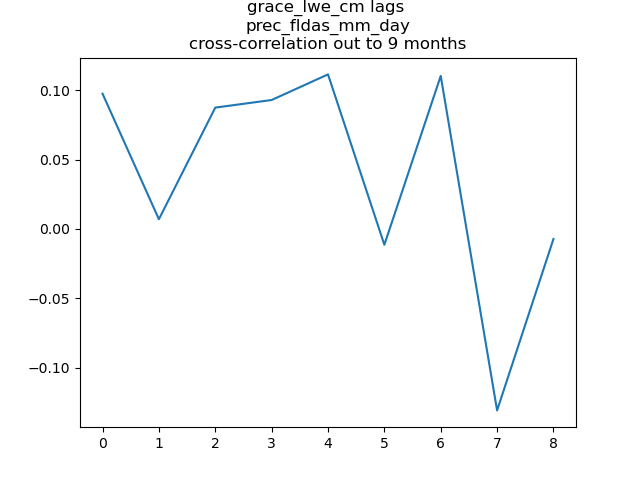 grace_lwe_cm lags
prec_fldas_mm_day
cross-correlation out to 9 months
0.10
0.05
0.00
−0.05
−0.10
0 1 2 3 4 5 6 7 8